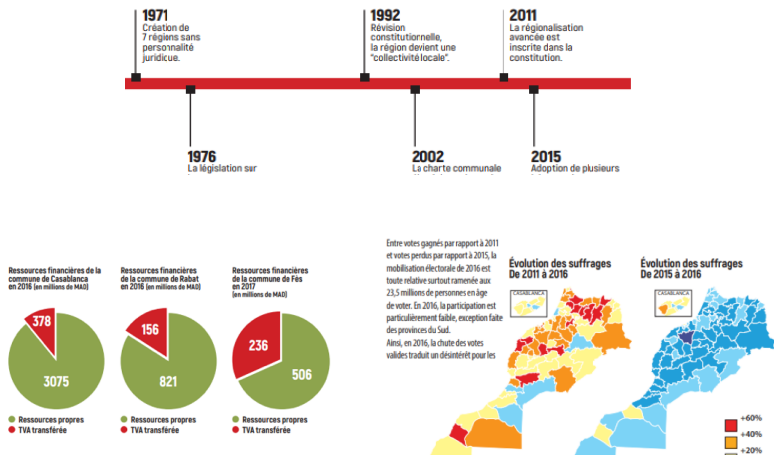 1971
Création de
7 régions sans
personalité
juridicue.
1992
Révision
constitutionnelle,
la région devient une
“collectivité locale”.
2011
La régionalisation
avancée est
inscrite dans la
constitution.
1976
La législation sur
2002
La charte communale
2015
Adoption de plusieurs
Ressources financières de la
commune de Casablanca
en 2016 (en millions de MAD)
378
3075
Ressources propres
TVA transférée
Ressources financières
de la commune de Rabat
en 2016 (en millions de MAD)
156
821
Ressources propres
TVA transférée
Ressources financières
de la commune de Fès
en 2017
(en millions de MAD)
236
506
Ressources propres
TVA transférée
Entre votes gagnés par rapport à 2011
et votes perdus par rapport à 2015, la
mobilisation électorale de 2016 est
toute relative surtout ramenée aux
23,5 millions de personnes en âge
de voter. En 2016, la participation est
particulièrement faible, exception faite
des provinces du Sud.
Ainsi, en 2016, la chute des votes
valides traduit un désintérêt pour les
Évolution des suffrages
De 2011 à 2016
CASABLANCA
Évolution des suffrages
De 2015 à 2016
CASABLANCA
+60%
+40%
+20%